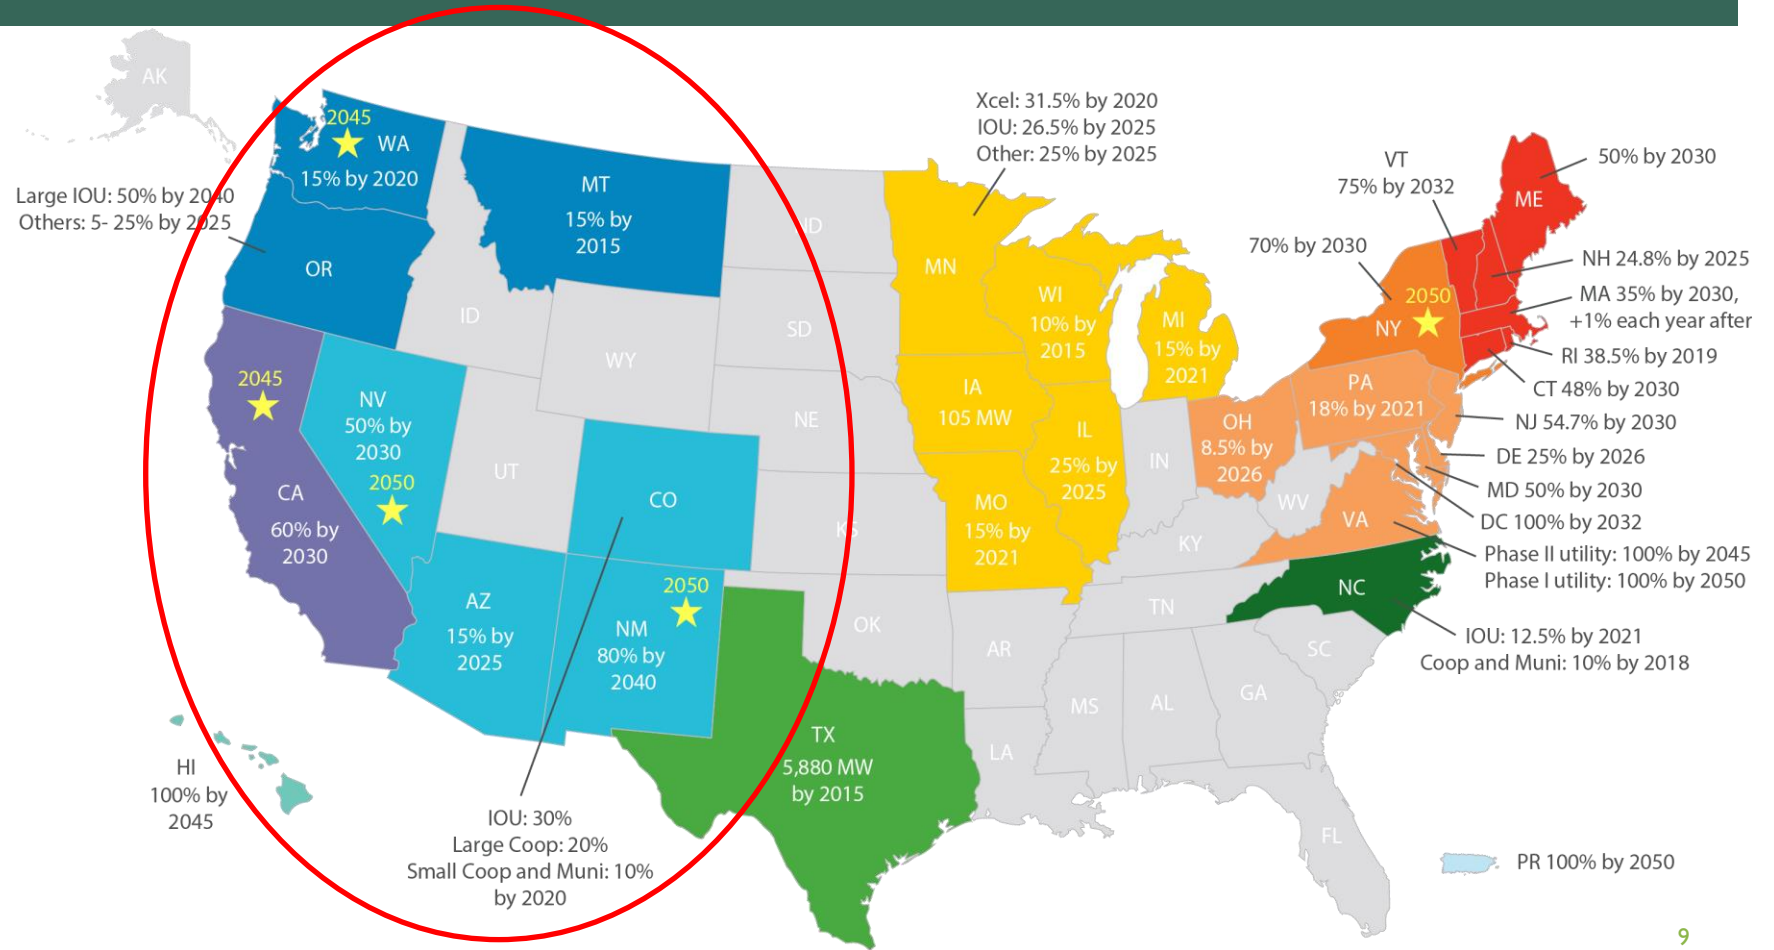 AK
2045
WA
15% by 2020
Large IOU: 50% by 2040
Others: 5- 25% by 2025
OR
MT
15% by
2015
ID
WY
ND
SD
NE
KS
OK
2045
CA
60% by
2030
NV
50% by
2030
2050
UT
CO
AZ
15% by
2025
2050
NM
80% by
2040
IOU: 30%
Large Coop: 20%
Small Coop and Muni: 10%
by 2020
HI
100% by
2045
TX
5,880 MW
by 2015
Xcel: 31.5% by 2020
IOU: 26.5% by 2025
Other: 25% by 2025
MN
WI
10% by
2015
MI
15% by
2021
IA
105 MW
IL
25% by
2025
MO
15% by
2021
IN
OH
8.5% by
2026
KY
WV
TN
AR
LA
MS
AL
GA
SC
FL
VT
75% by 2032
70% by 2030
2050
NY
PA
18% by 2021
VA
NC
ME
50% by 2030
NH 24.8% by 2025
MA 35% by 2030,
+1% each year after
RI 38.5% by 2019
CT 48% by 2030
NJ 54.7% by 2030
DE 25% by 2026
MD 50% by 2030
DC 100% by 2032
Phase II utility: 100% by 2045
Phase I utility: 100% by 2050
IOU: 12.5% by 2021
Coop and Muni: 10% by 2018
PR 100% by 2050
9